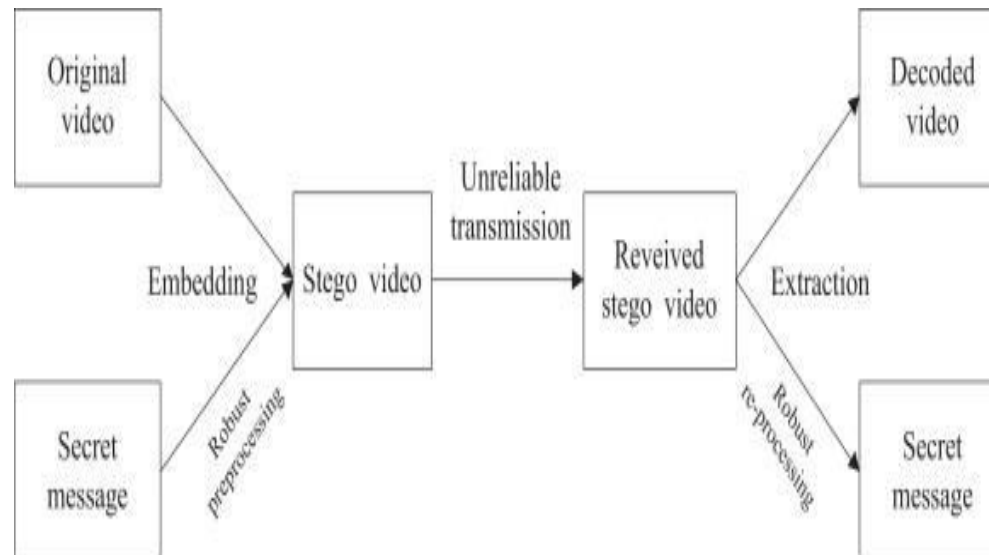 Original
video
Decoded
video
Unreliable
transmission
Embedding
Stego video
Reveived
stego video
Extraction
Robust
preprocessing
Robust
re-processing
Secret
message
Secret
message